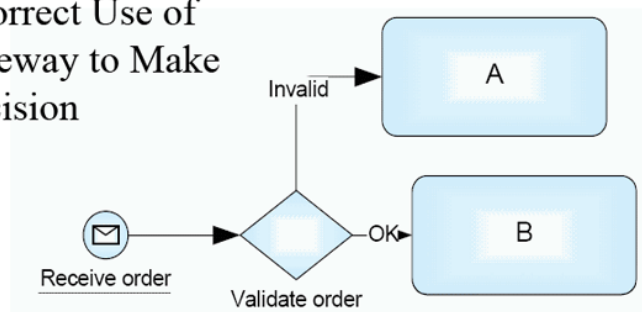 orrect Use of
eway to Make
ision
Invalid
A
OK
B
Receive order
Validate order